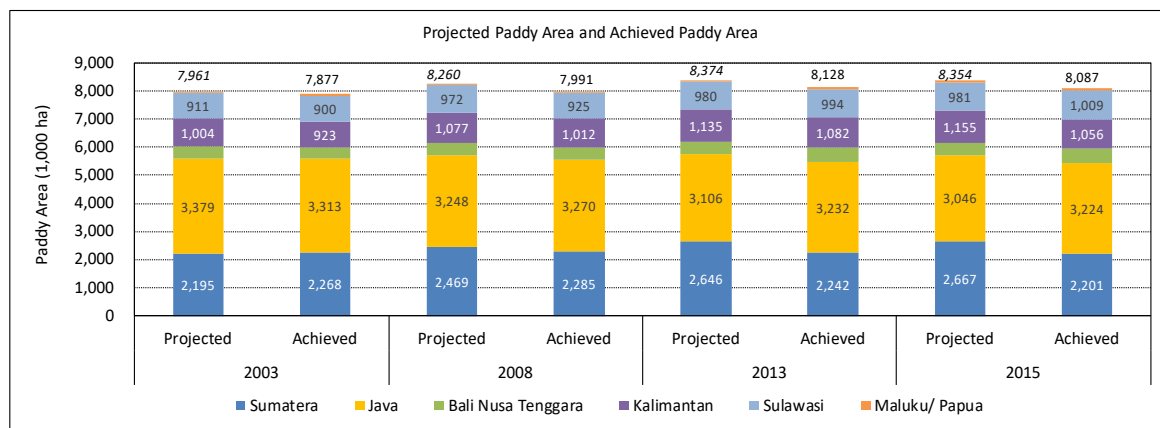 Projected Paddy Area and Achieved Paddy Area
Paddy Area (1,000 ha)
9,000
8,000
7,000
6,000
5,000
4,000
3,000
2,000
1,000
0
7,961 7,877 8,260 7,991 8,374 8,128 8,354 8,087
911 900 972 925 980 994 981 1,009
1,004 923 1,077 1,012 1,135 1,082 1,155 1,056
3,379 3,313 3,248 3,270 3,106 3,232 3,046 3,224
2,195 2,268 2,469 2,285 2,646 2,242 2,667 2,201
Projected Achieved Projected Achieved Projected Achieved Projected Achieved
2003 2008 2013 2015
Sumatera Java Bali Nusa Tenggara Kalimantan Sulawasi Maluku/ Papua